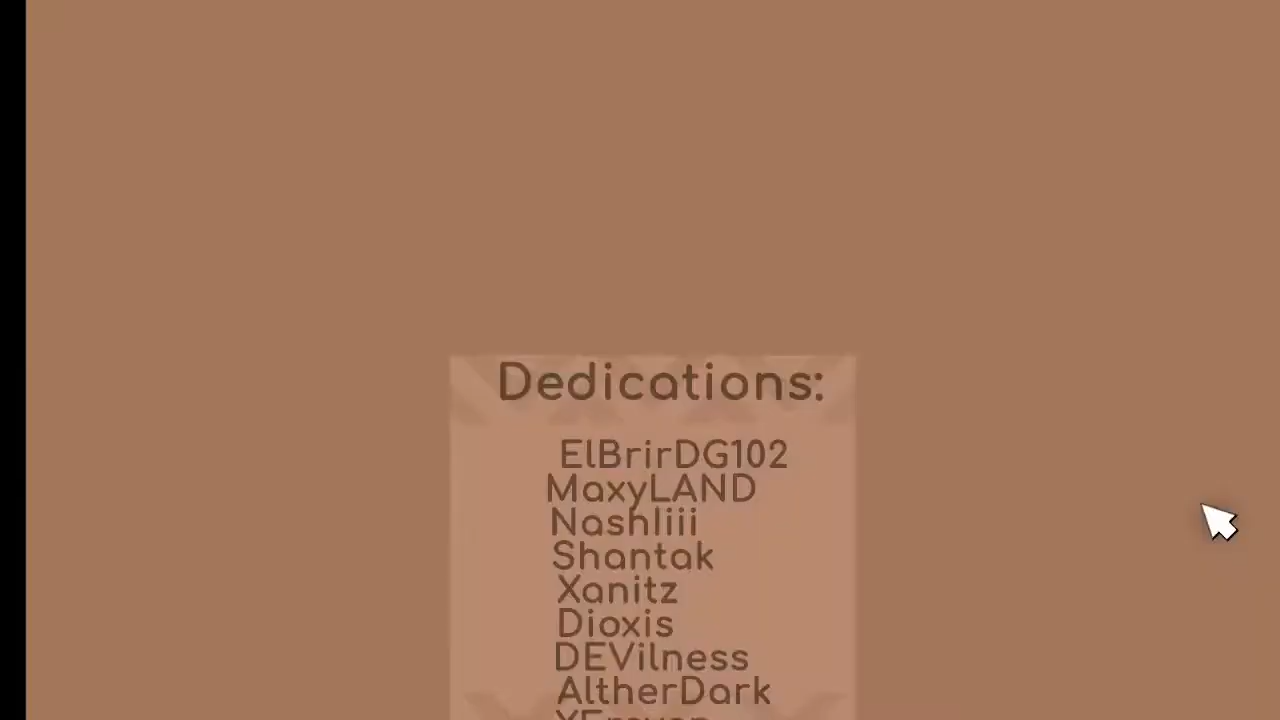 Dedications:
ElBrirDG102
MaxyLAND
Nashliii
Shantak
Xanitz
Dioxis
DEVilness
AltherDark